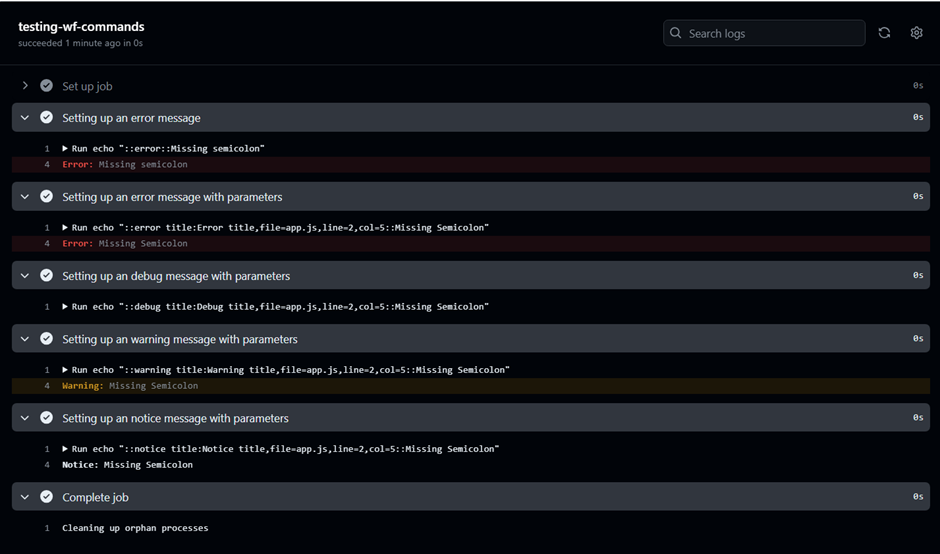 testing-wf-commands
succeeded 1 minute ago in 0s
Search logs
Set up job 0s
Setting up an error message 0s
1 Run echo "::error::Missing semicolon"
4 Error: Missing semicolon
Setting up an error message with parameters 0s
1 Run echo "::error title:Error title,file=app.js,line=2,col=5::Missing Semicolon"
4 Error: Missing Semicolon
Setting up an debug message with parameters 0s
1 Run echo "::debug title:Debug title,file=app.js,line=2,col=5::Missing Semicolon"
Setting up an warning message with parameters 0s
1 Run echo "::warning title:Warning title,file=app.js,line=2,col=5::Missing Semicolon"
4 Warning: Missing Semicolon
Setting up an notice message with parameters 0s
1 Run echo "::notice title:Notice title,file=app.js,line=2,col=5::Missing Semicolon"
4 Notice: Missing Semicolon
Complete job 0s
1 Cleaning up orphan processes